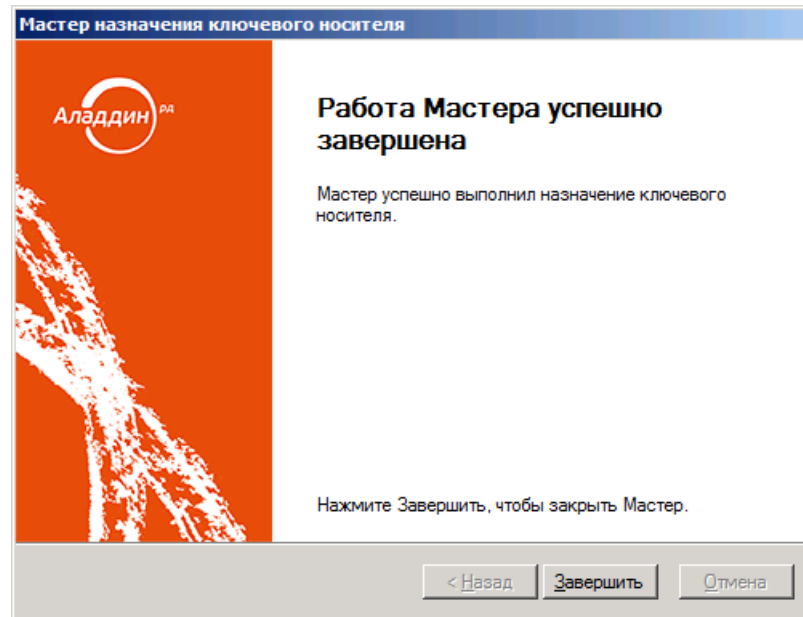 Мастер назначения ключевого носителя
Аладдин РД
Работа Мастера успешно
завершена
Мастер успешно выполнил назначение ключевого
носителя.
Нажмите Завершить, чтобы закрыть Мастер.
< Назад Завершить Отмена